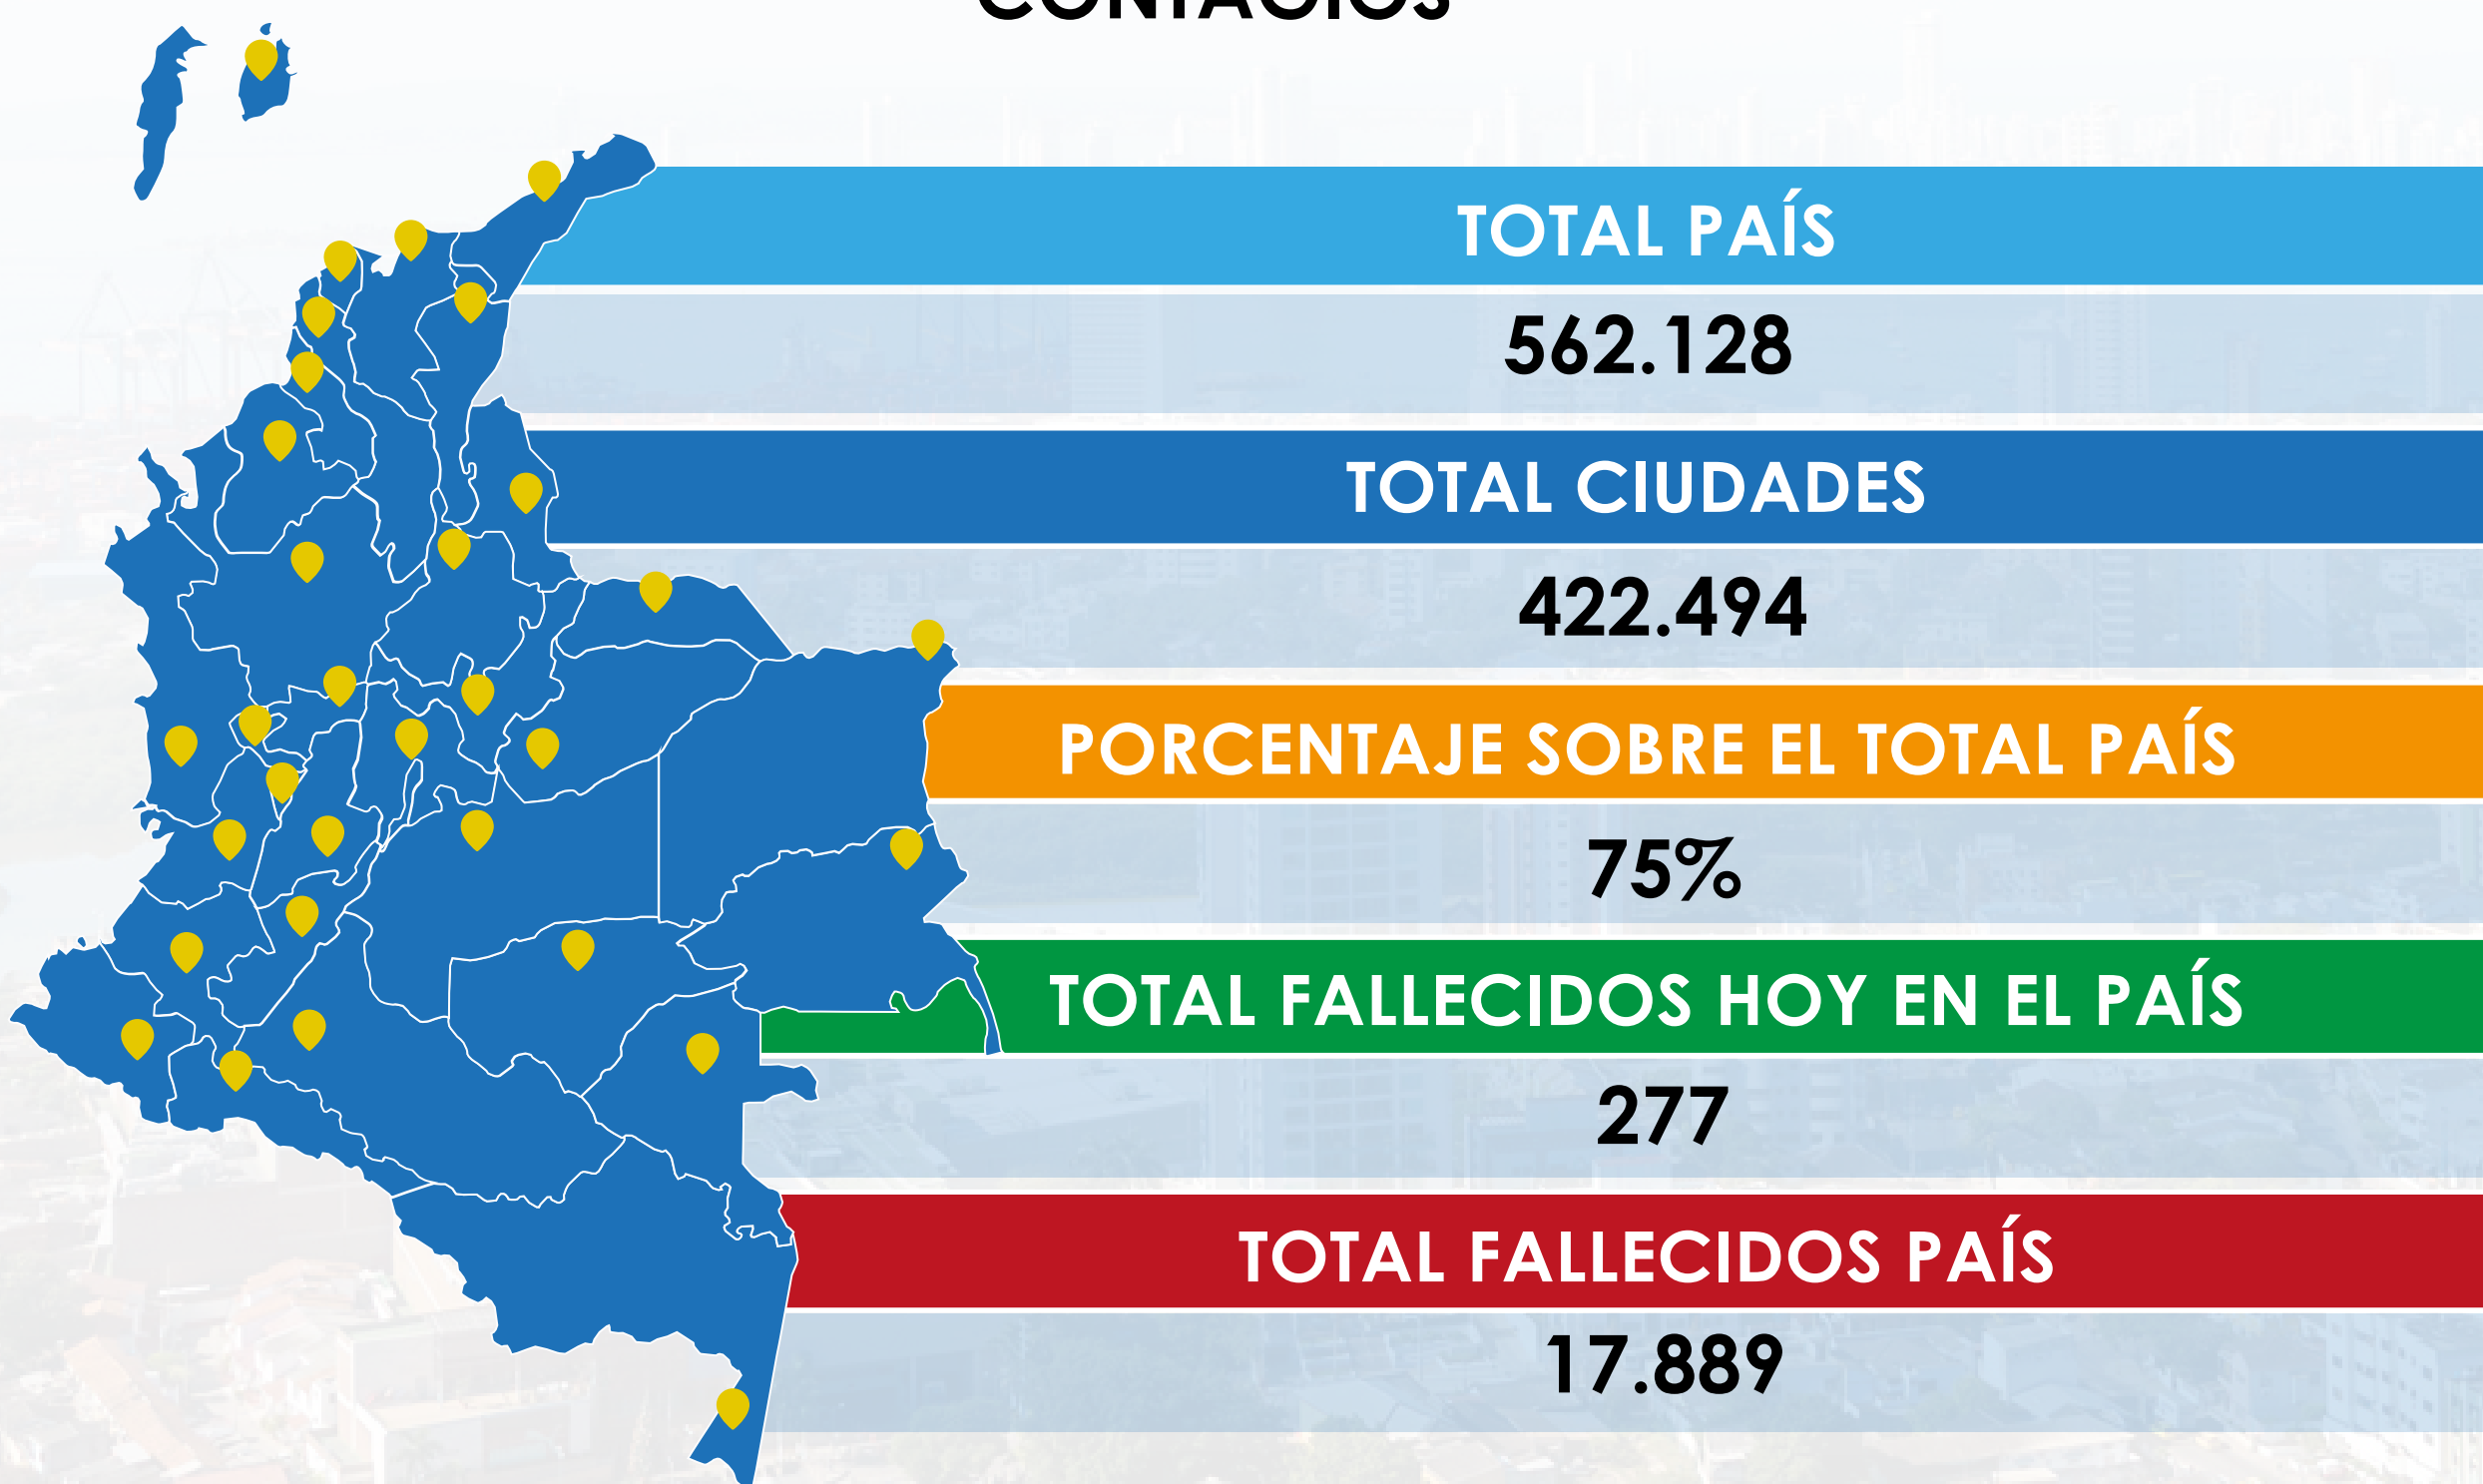 CONTAGIOS
TOTAL PAÍS
562.128
TOTAL CIUDADES
422.494
PORCENTAJE SOBRE EL TOTAL PAÍS
75%
TOTAL FALLECIDOS HOY EN EL PAÍS
277
TOTAL FALLECIDOS PAÍS
17.889